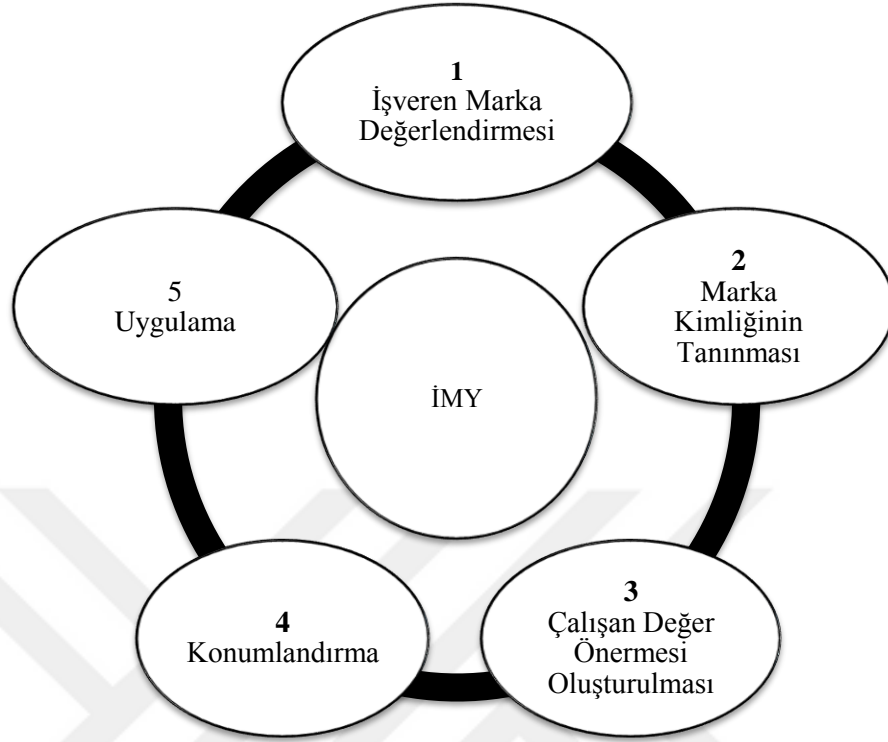 1
İşveren Marka
Değerlendirmesi
2
Marka
Kimliğinin
Tanınması
3
Çalışan Değer
Önermesi
Oluşturulması
4
Konumlandırma
5
Uygulama
İMY